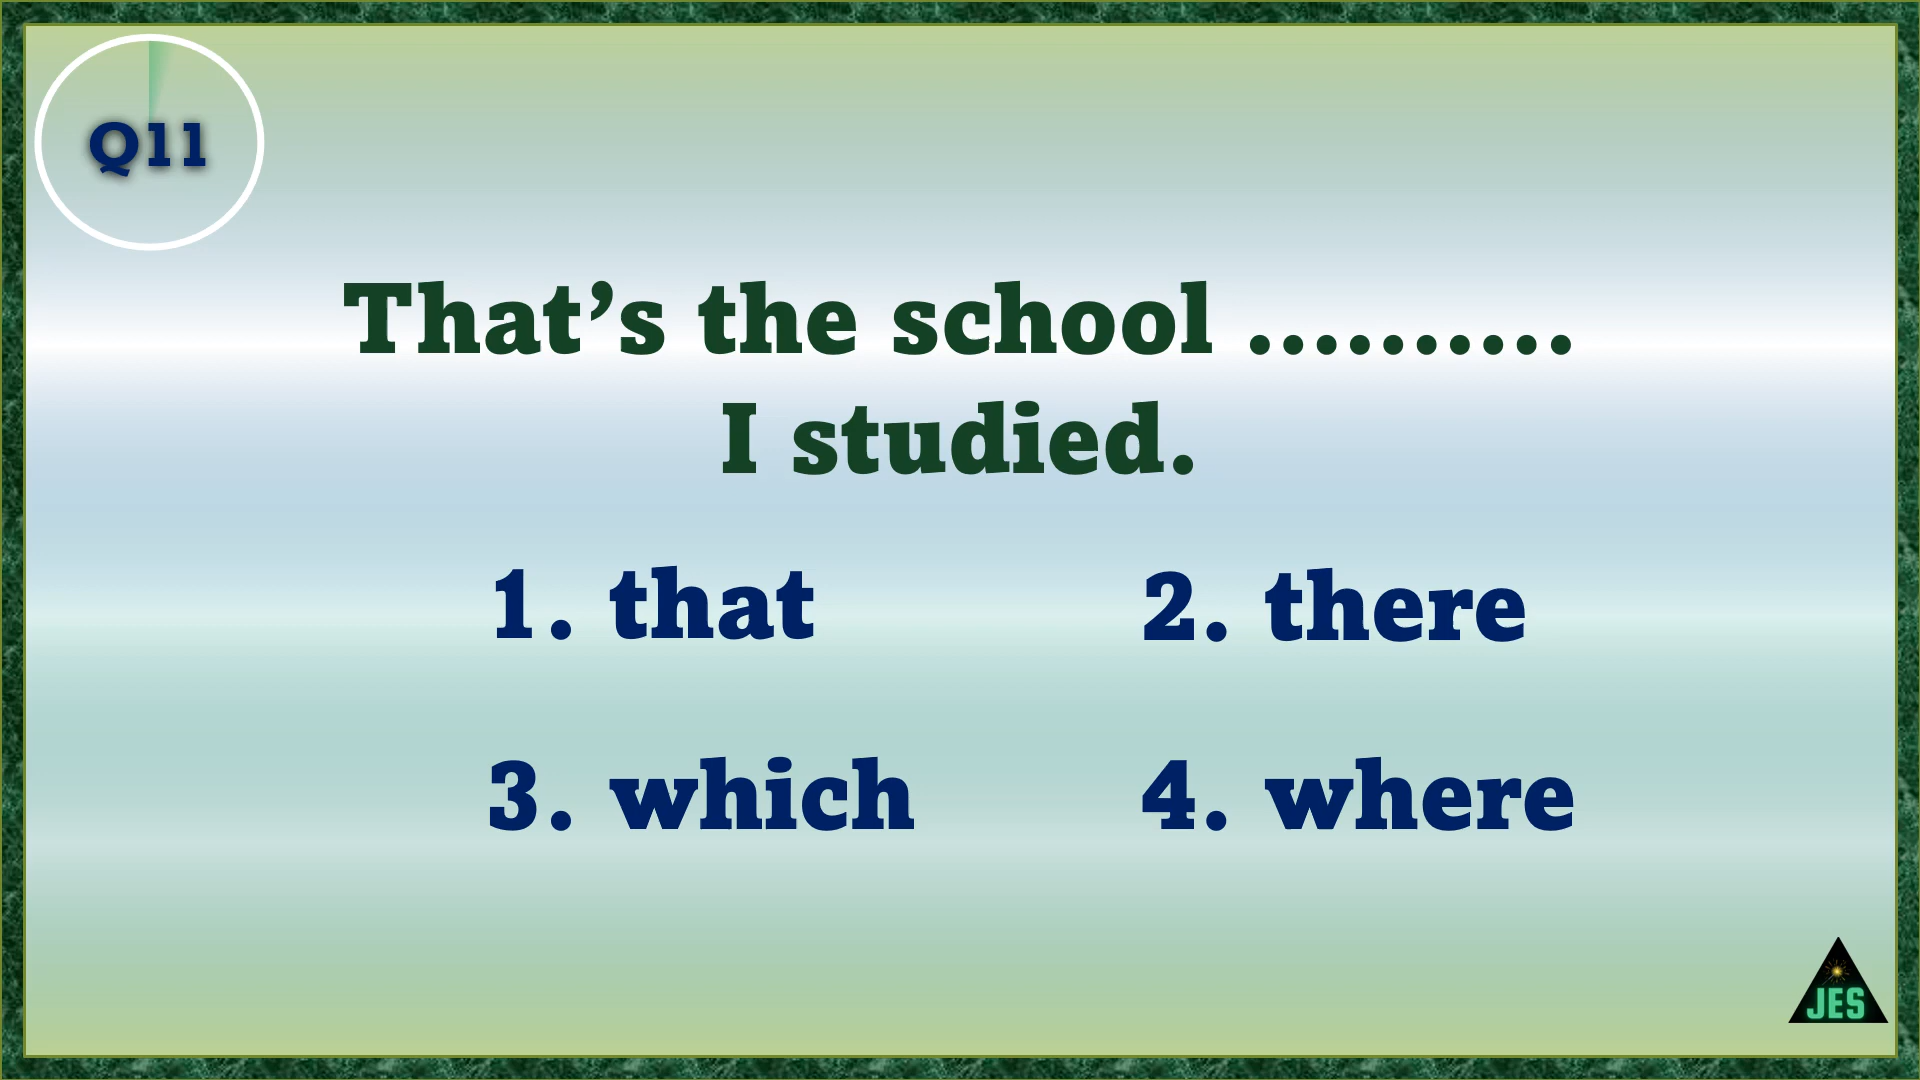 Q11
That’s the school ..........
I studied.
1. that
2. there
3. which
4. where
JES